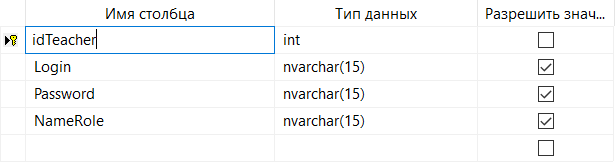 Имя столбца Тип данных Разрешить знач...
idTeacher int
Login nvarchar(15)
Password nvarchar(15)
NameRole nvarchar(15)